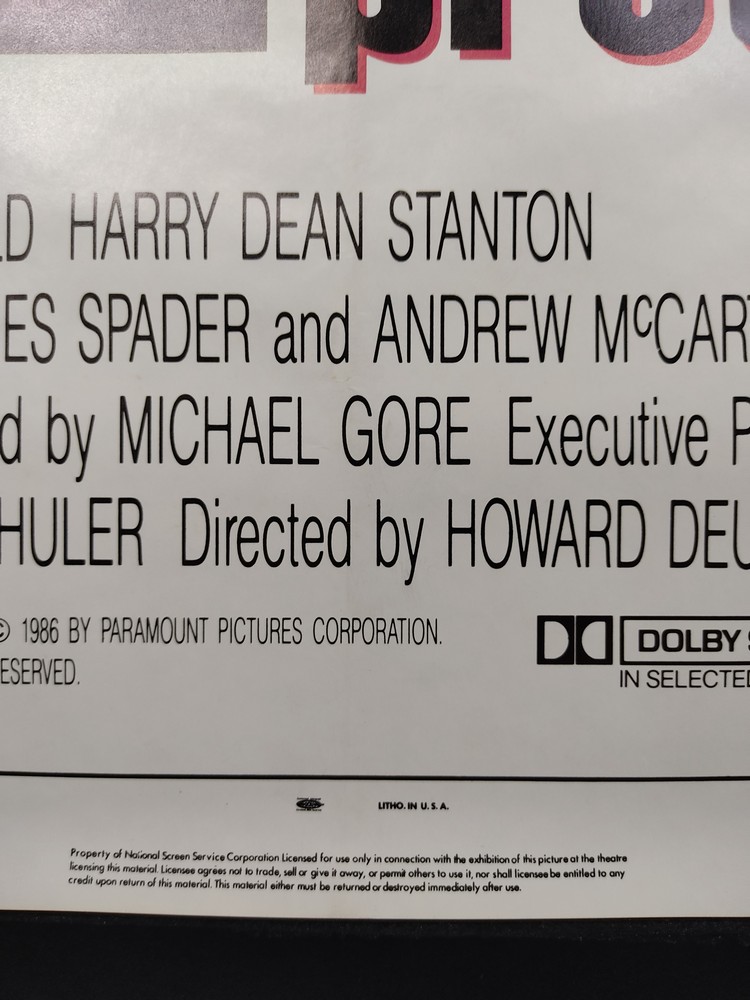 pr
LD HARRY DEAN STANTON
ES SPADER and ANDREW McCAR
d by MICHAEL GORE Executive P
HULER Directed by HOWARD DEU
© 1986 BY PARAMOUNT PICTURES CORPORATION.
ESERVED.
DOLBY S
IN SELECTED
LITHO. IN U. S. A.
Property of National Screen Service Corporation Licensed for use only in connection with the exhibition of this picture at the theatre
licensing this material. Licensee agrees not to trade, sell or give it away, or permit others to use it, nor shall licensee be entitled to any
credit upon return of this material. This material either must be returned or destroyed immediately after use.